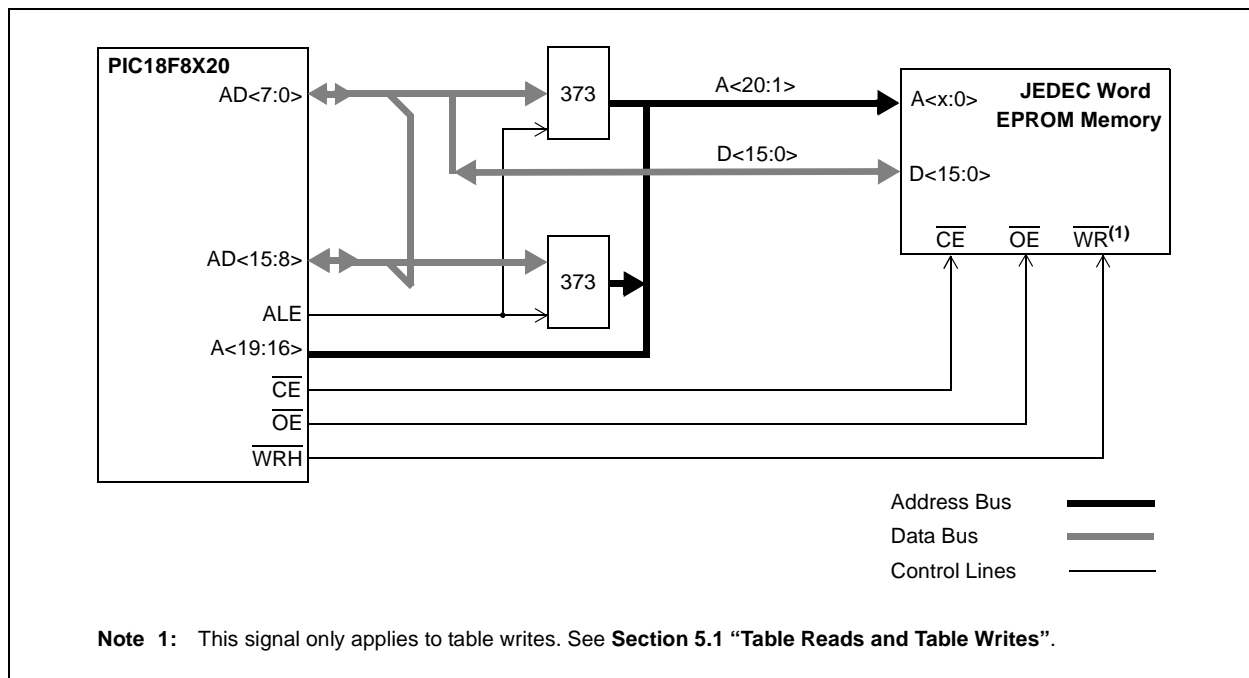 PIC18F8X20
AD<7:0>
373
A<20:1>
A<x:0>
JEDEC Word
EPROM Memory
D<15:0>
D<15:0>
CE
OE
WR(1)
AD<15:8>
373
ALE
A<19:16>
CE
OE
WRH
Address Bus
Data Bus
Control Lines
Note 1: This signal only applies to table writes. See Section 5.1 “Table Reads and Table Writes”.